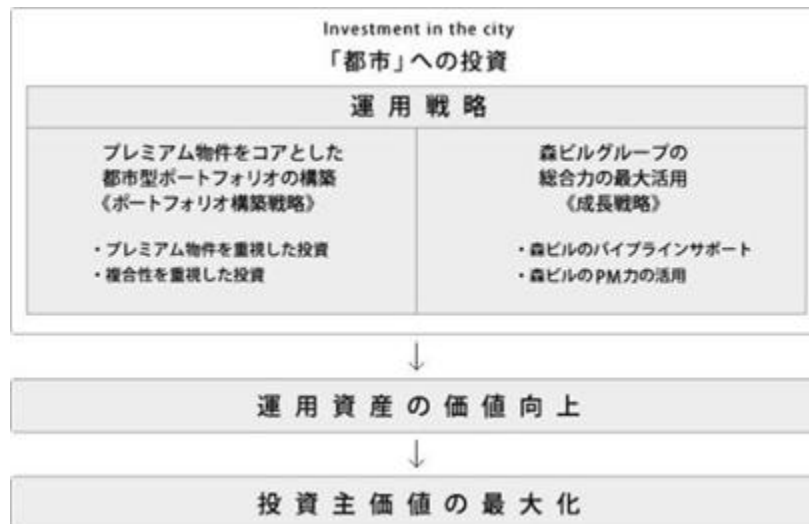 Investment in the city
「都市」への投資
運用戦略
プレミアム物件をコアとした
都市型ポートフォリオの構築
《ポートフォリオ構築戦略》
・プレミアム物件を重視した投資
・複合性を重視した投資
森ビルグループの
総合力の最大活用
《成長戦略》
・森ビルのパイプラインサポート
・森ビルのPM力の活用
↓
運用資産の価値向上
↓
投資主価値の最大化